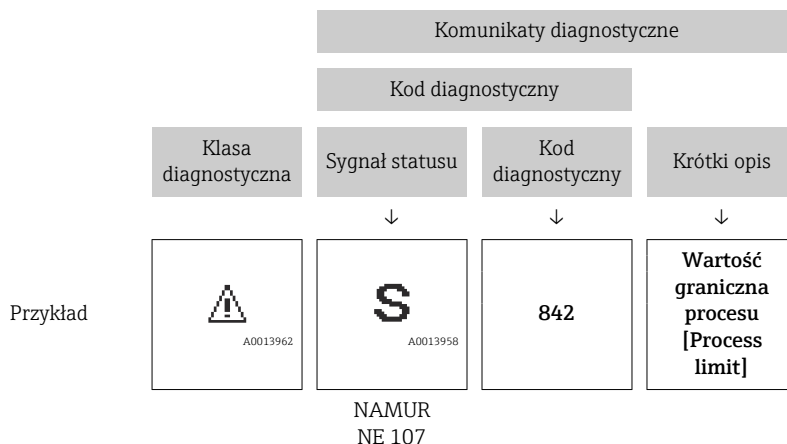 Komunikaty diagnostyczne
Kod diagnostyczny
Klasa
diagnostyczna
Sygnał statusu
Kod
diagnostyczny
Krótki opis
↓
↓
↓
Przykład
A0013962
S
A0013958
842
Wartość
graniczna
procesu
[Process
limit]
NAMUR
NE 107